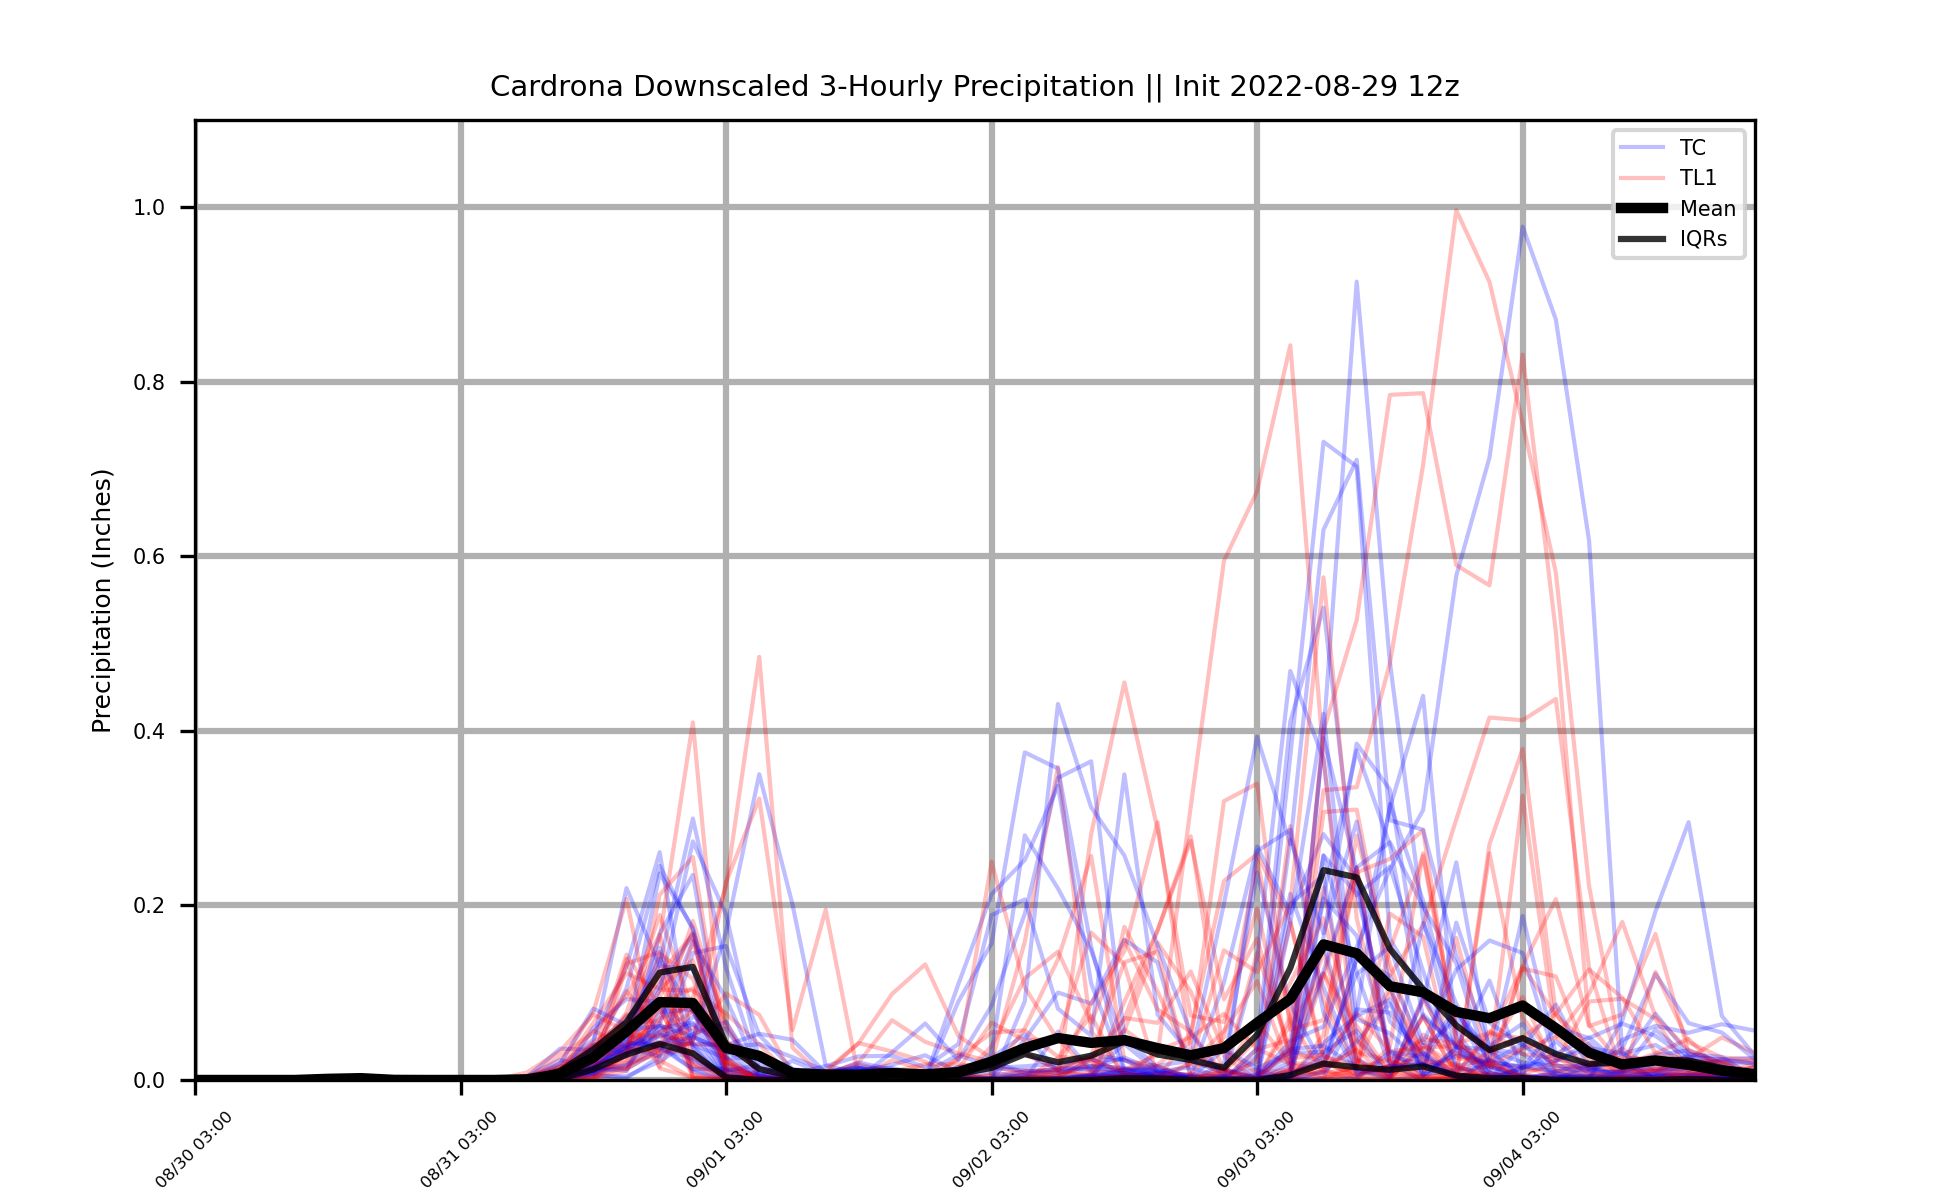 Cardrona Downscaled 3-Hourly Precipitation || Init 2022-08-29 12z
TC
TL1
Mean
IQRs
Precipitation (Inches)
1.0
0.8
0.6
0.4
0.2
0.0
08/30 03:00
08/31 03:00
09/01 03:00
09/02 03:00
09/03 03:00
09/04 03:00